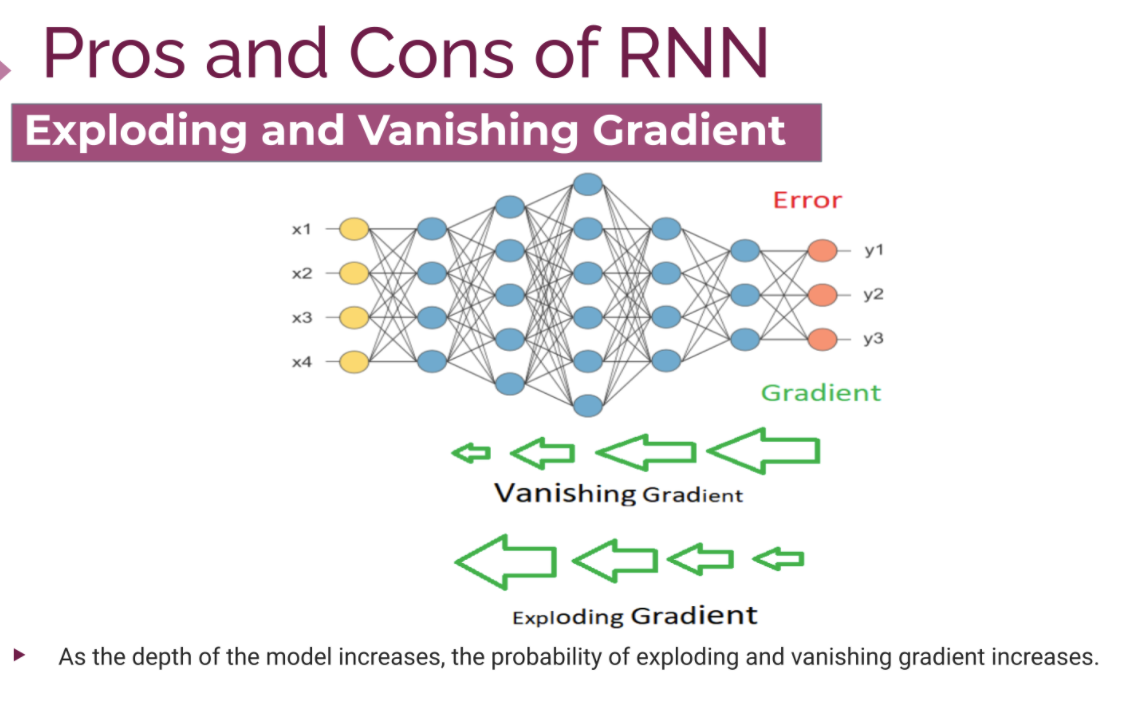 Pros and Cons of RNN
Exploding and Vanishing Gradient
Error
x1
x2
x3
x4
y1
y2
y3
Gradient
Vanishing Gradient
Exploding Gradient
As the depth of the model increases, the probability of exploding and vanishing gradient increases.